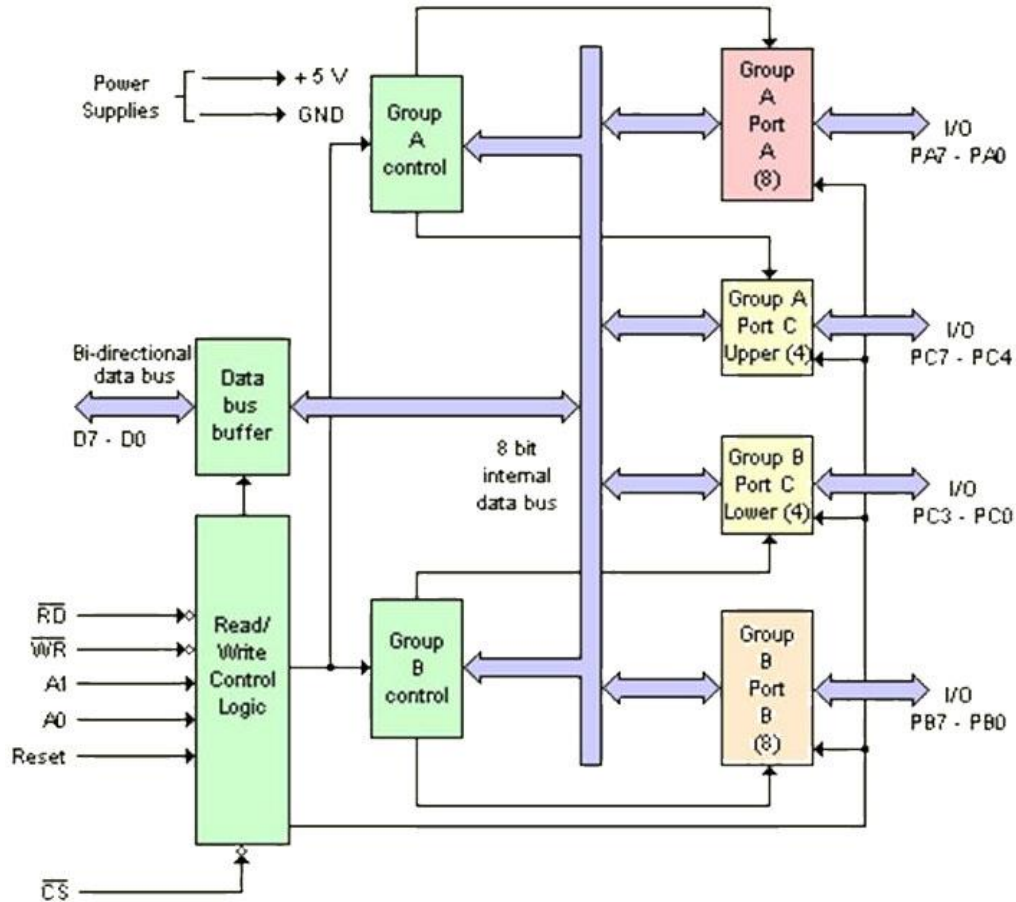 Power
Supplies
+ 5 V
GND
Group
A
control
Group
A
Port
A
(8)
I/O
PA7 - PA0
Group A
Port C
Upper (4)
I/O
PC7 - PC4
Bi-directional
data bus
D7 - D0
Data
bus
buffer
8 bit
internal
data bus
Group B
Port C
Lower (4)
I/O
PC3 - PC0
RD
WR
A1
A0
Reset
CS
Read/
Write
Control
Logic
Group
B
control
Group
B
Port
B
(8)
I/O
PB7 - PB0